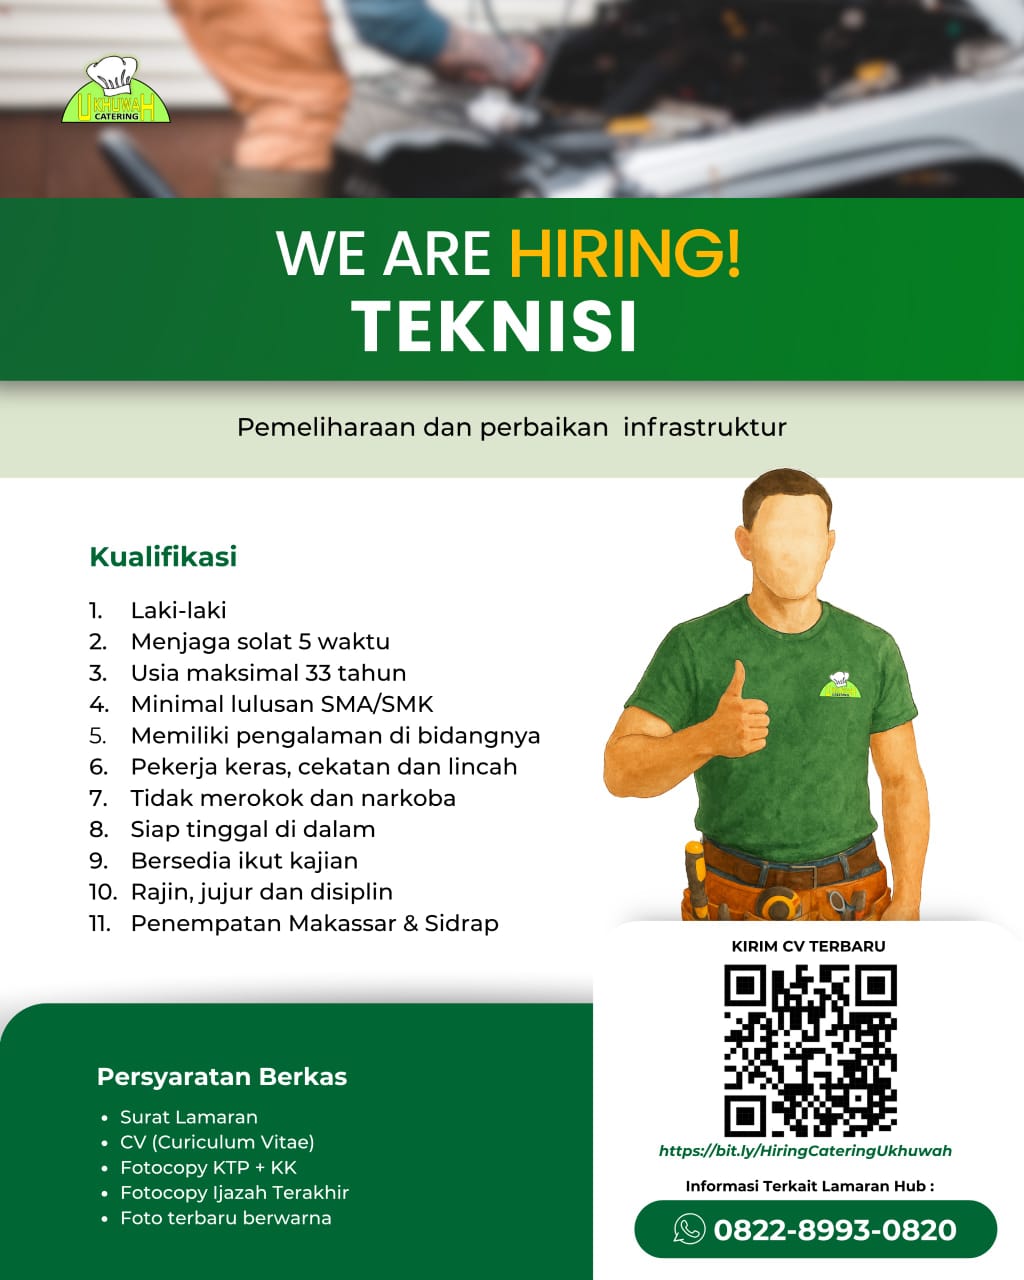 UKHUWAH
CATERING
WE ARE HIRING!
TEKNISI
Pemeliharaan dan perbaikan infrastruktur
Kualifikasi
1. Laki-laki
2. Menjaga solat 5 waktu
3. Usia maksimal 33 tahun
4. Minimal lulusan SMA/SMK
5. Memiliki pengalaman di bidangnya
6. Pekerja keras, cekatan dan lincah
7. Tidak merokok dan narkoba
8. Siap tinggal di dalam
9. Bersedia ikut kajian
10. Rajin, jujur dan disiplin
11. Penempatan Makassar & Sidrap
Persyaratan Berkas
• Surat Lamaran
• CV (Curiculum Vitae)
• Fotocopy KTP + KK
• Fotocopy Ijazah Terakhir
• Foto terbaru berwarna
KIRIM CV TERBARU
https://bit.ly/HiringCateringUkhuwah
Informasi Terkait Lamaran Hub :
0822-8993-0820